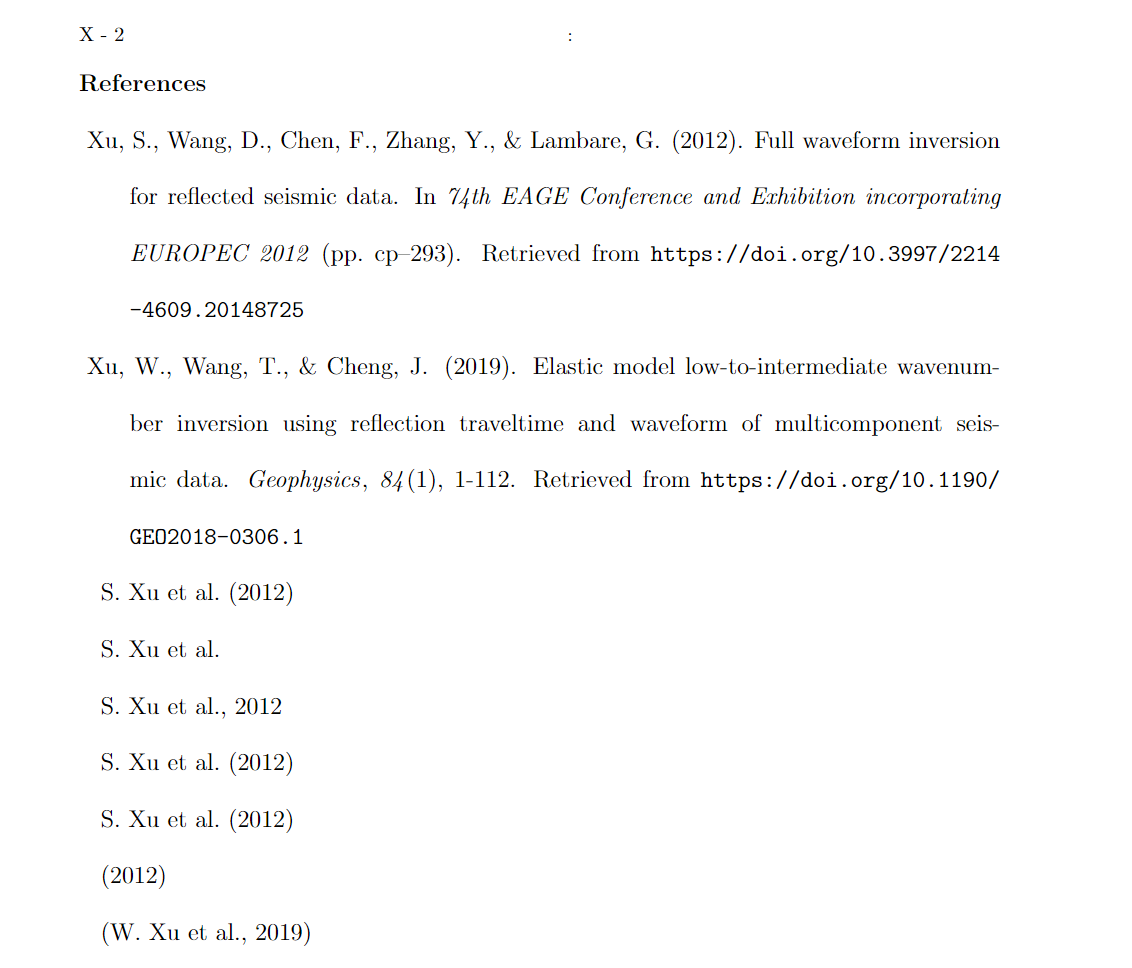 X - 2 :
References
Xu, S., Wang, D., Chen, F., Zhang, Y., & Lambare, G. (2012). Full waveform inversion
for reflected seismic data. In 74th EAGE Conference and Exhibition incorporating
EUROPEC 2012 (pp. cp–293). Retrieved from https://doi.org/10.3997/2214
-4609.20148725
Xu, W., Wang, T., & Cheng, J. (2019). Elastic model low-to-intermediate wavenum-
ber inversion using reflection traveltime and waveform of multicomponent seis-
mic data. Geophysics, 84(1), 1-112. Retrieved from https://doi.org/10.1190/
GEO2018-0306.1
S. Xu et al. (2012)
S. Xu et al.
S. Xu et al., 2012
S. Xu et al. (2012)
S. Xu et al. (2012)
(2012)
(W. Xu et al., 2019)